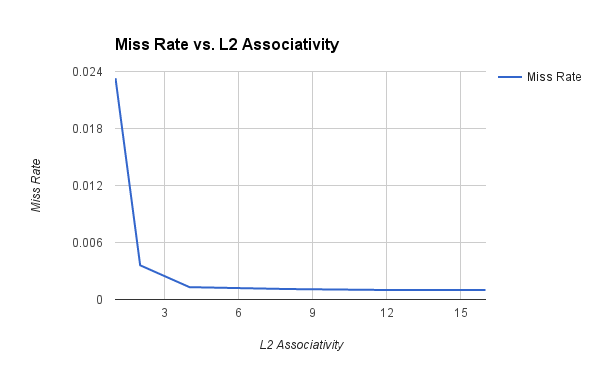 Miss Rate vs. L2 Associativity
0.024
0.018
0.012
0.006
0
Miss Rate
3 6 9 12 15
L2 Associativity
Miss Rate